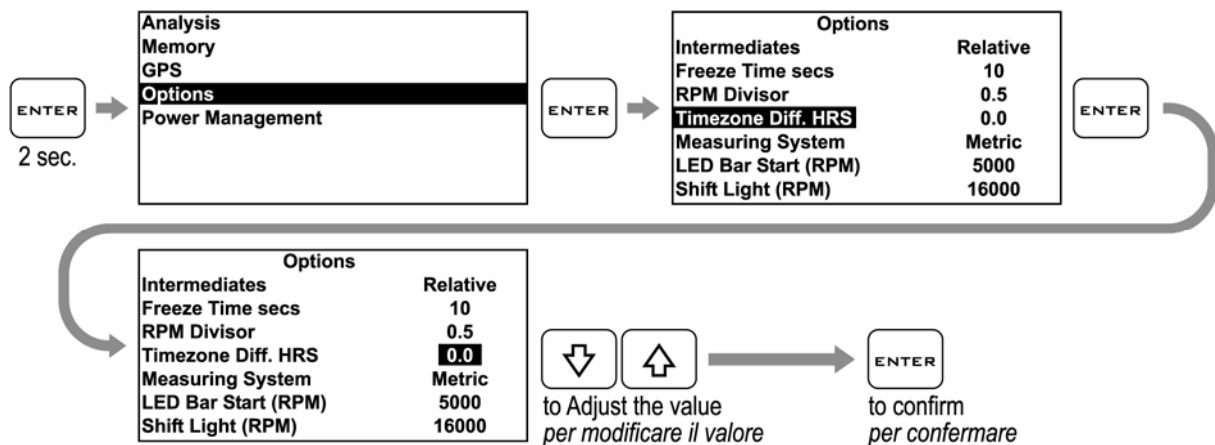 ENTER
2 sec.
Analysis
Memory
GPS
Options
Power Management
ENTER
Options
Intermediates Relative
Freeze Time secs 10
RPM Divisor 0.5
Timezone Diff. HRS 0.0
Measuring System Metric
LED Bar Start (RPM) 5000
Shift Light (RPM) 16000
ENTER
Options
Intermediates Relative
Freeze Time secs 10
RPM Divisor 0.5
Timezone Diff. HRS 0.0
Measuring System Metric
LED Bar Start (RPM) 5000
Shift Light (RPM) 16000
to Adjust the value
per modificare il valore
ENTER
to confirm
per confermare